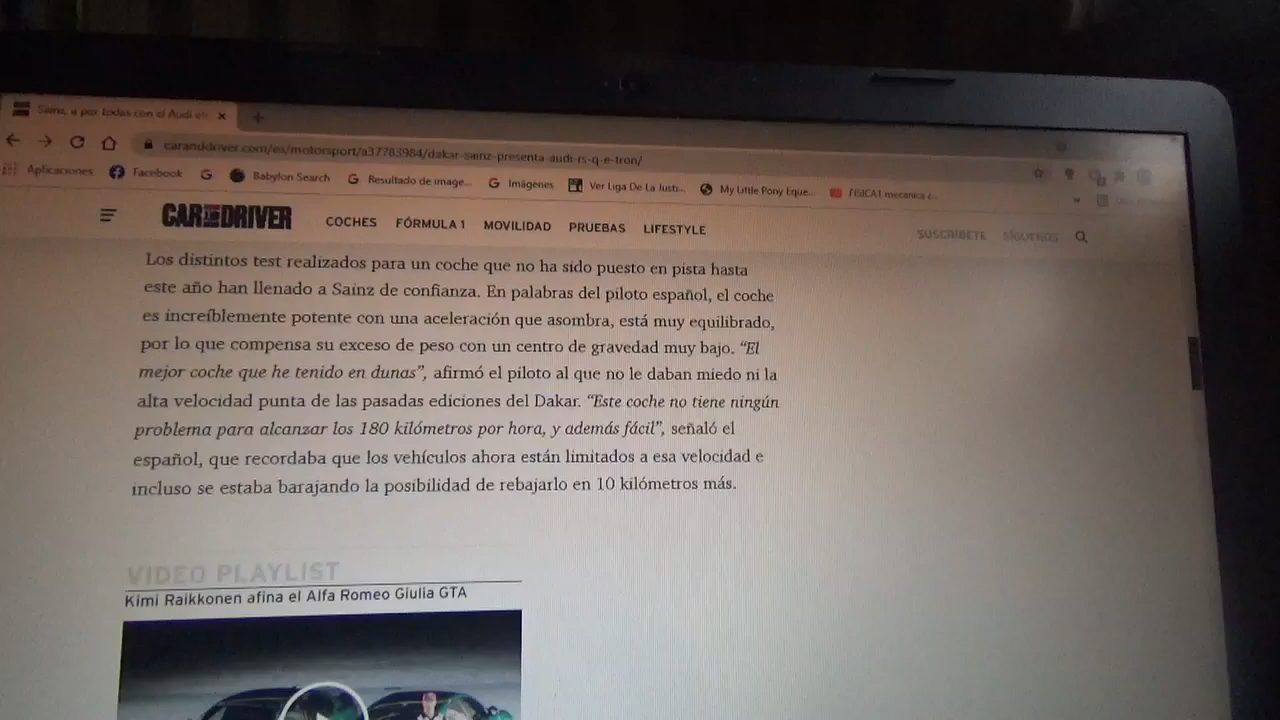 Sainz, a por todas con el Audi
caranddriver.com/es/motorsport/a37783984/dakar-sainz-presenta-audi-rs-q-e-tron/
Aplicaciones Facebook Babylon Search Resultado de image... Imágenes Ver Liga De La Justi... My Little Pony Eque... FISICA1 mecanica c...
CAR AND DRIVER COCHES FÓRMULA 1 MOVILIDAD PRUEBAS LIFESTYLE SUSCRÍBETE SÍGUENOS
Los distintos test realizados para un coche que no ha sido puesto en pista hasta
este año han llenado a Sainz de confianza. En palabras del piloto español, el coche
es increíblemente potente con una aceleración que asombra, está muy equilibrado,
por lo que compensa su exceso de peso con un centro de gravedad muy bajo. “El
mejor coche que he tenido en dunas”, afirmó el piloto al que no le daban miedo ni la
alta velocidad punta de las pasadas ediciones del Dakar. “Este coche no tiene ningún
problema para alcanzar los 180 kilómetros por hora, y además fácil”, señaló el
español, que recordaba que los vehículos ahora están limitados a esa velocidad e
incluso se estaba barajando la posibilidad de rebajarlo en 10 kilómetros más.
VIDEO PLAYLIST
Kimi Raikkonen afina el Alfa Romeo Giulia GTA